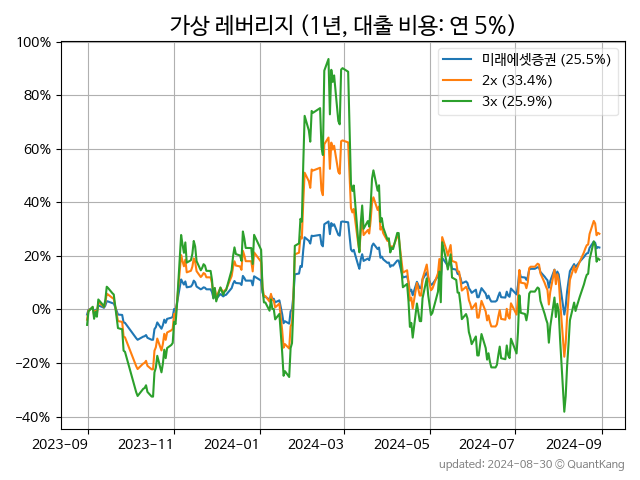 가상 레버리지 (1년, 대출 비용: 연 5%)
미래에셋증권 (25.5%)
2x (33.4%)
3x (25.9%)
100%
80%
60%
40%
20%
0%
−20%
−40%
2023-09 2023-11 2024-01 2024-03 2024-05 2024-07 2024-09
updated: 2024-08-30 © QuantKang